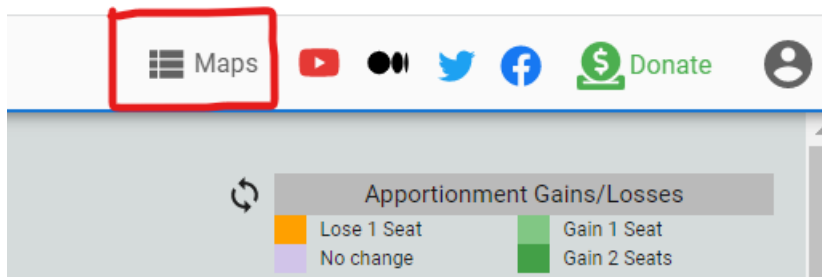 Maps
Donate
Apportionment Gains/Losses
Lose 1 Seat
Gain 1 Seat
No change
Gain 2 Seats